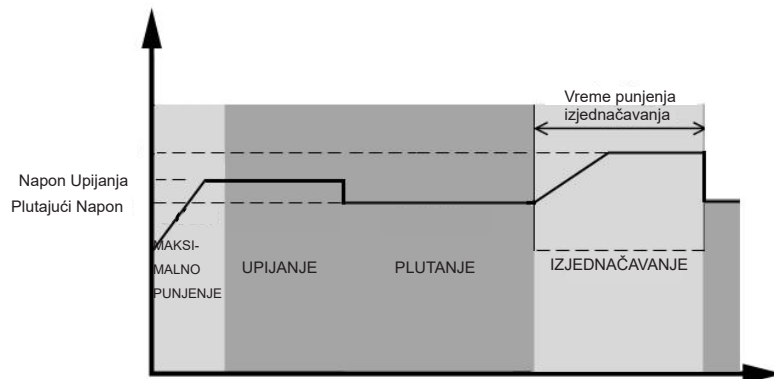 Vreme punjenja
izjednačavanja
Napon Upijanja
Plutajući Napon
MAKSI-
MALNO
PUNJENJE
UPIJANJE
PLUTANJE
IZJEDNAČAVANJE